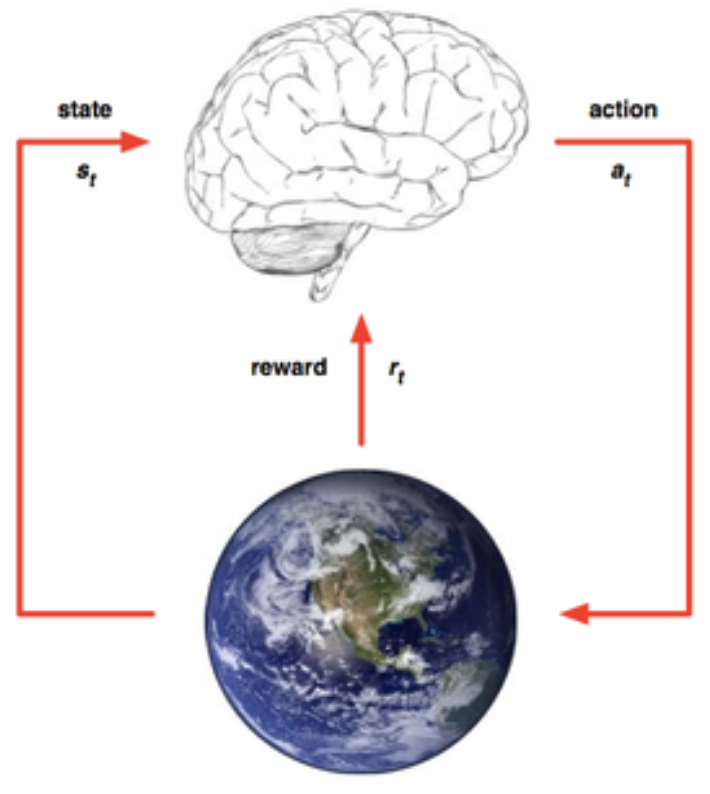 state
s_t
action
a_t
reward
r_t